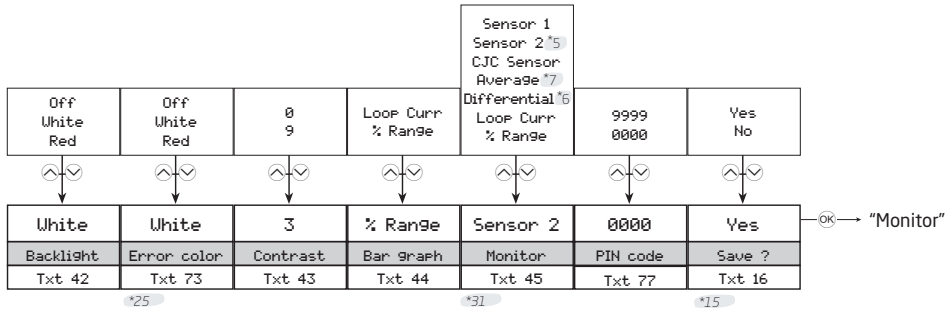 Off
White
Red
Off
White
Red
0
9
Loop Curr
% Range
Sensor 1
Sensor 2 *5
CJC Sensor
Average *7
Differential *6
Loop Curr
% Range
9999
0000
Yes
No
White White 3 % Range Sensor 2 0000 Yes OK "Monitor"
Backlight Error color Contrast Bar graph Monitor PIN code Save ?
Txt 42 Txt 73 Txt 43 Txt 44 Txt 45 Txt 77 Txt 16
*25 *31 *15